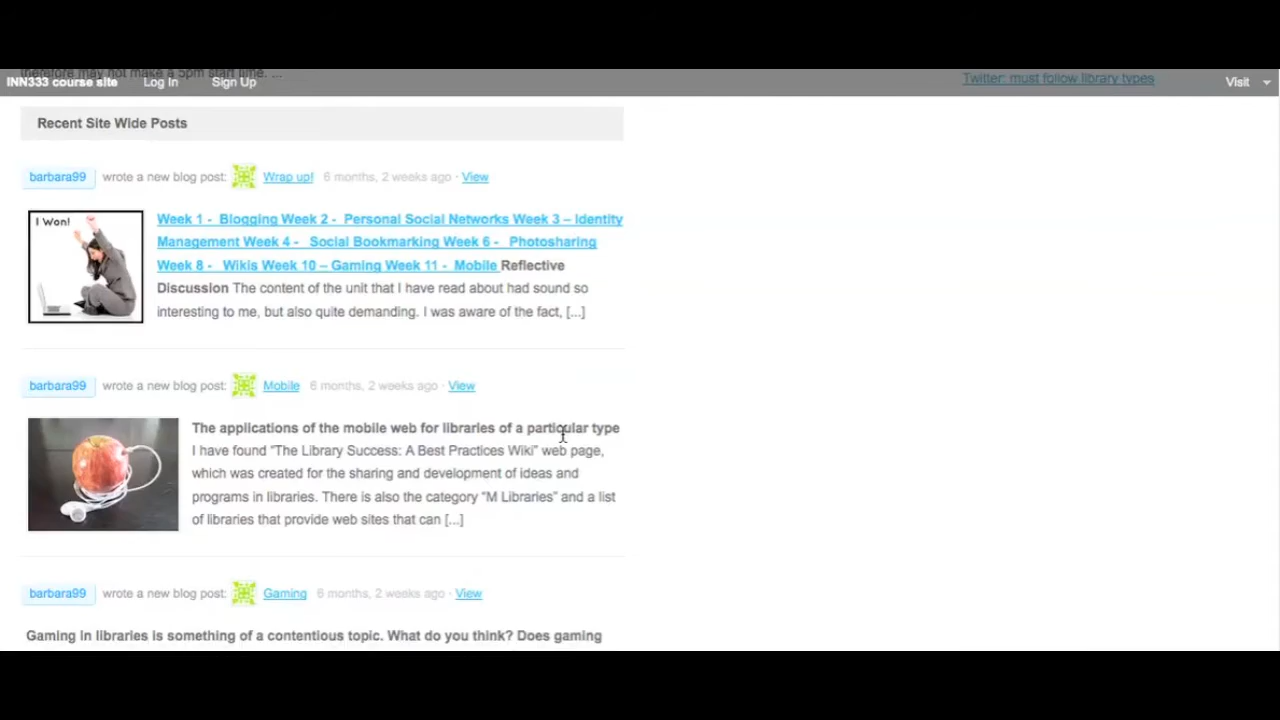 therefore may not make a 5pm start time. ...
Twitter: must follow library types
INN333 course site Log In Sign Up Visit
Recent Site Wide Posts
barbara99 wrote a new blog post: Wrap up! 6 months, 2 weeks ago · View
I Won!
Week 1 - Blogging Week 2 - Personal Social Networks Week 3 – Identity
Management Week 4 - Social Bookmarking Week 6 - Photosharing
Week 8 - Wikis Week 10 – Gaming Week 11 - Mobile Reflective
Discussion The content of the unit that I have read about had sound so
interesting to me, but also quite demanding. I was aware of the fact, [...]
barbara99 wrote a new blog post: Mobile 6 months, 2 weeks ago · View
The applications of the mobile web for libraries of a particular type
I have found “The Library Success: A Best Practices Wiki” web page,
which was created for the sharing and development of ideas and
programs in libraries. There is also the category “M Libraries” and a list
of libraries that provide web sites that can [...]
barbara99 wrote a new blog post: Gaming 6 months, 2 weeks ago · View
Gaming in libraries is something of a contentious topic. What do you think? Does gaming